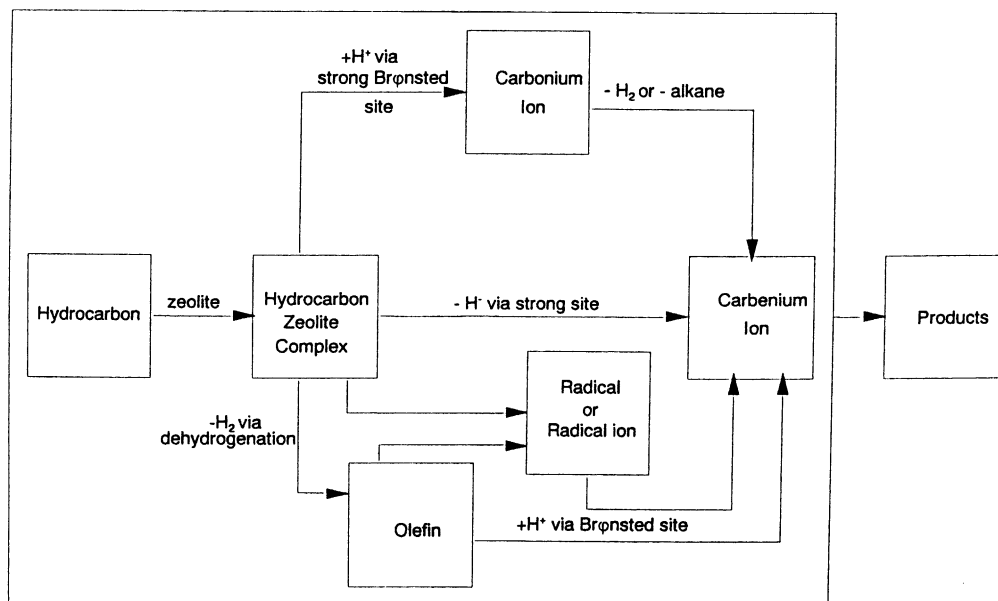 +H⁺ via
strong Brφnsted
site
Carbonium
Ion
- H₂ or - alkane
Hydrocarbon
zeolite
Hydrocarbon
Zeolite
Complex
- H⁻ via strong site
Carbenium
Ion
Products
Radical
or
Radical ion
-H₂ via
dehydrogenation
Olefin
+H⁺ via Brφnsted site